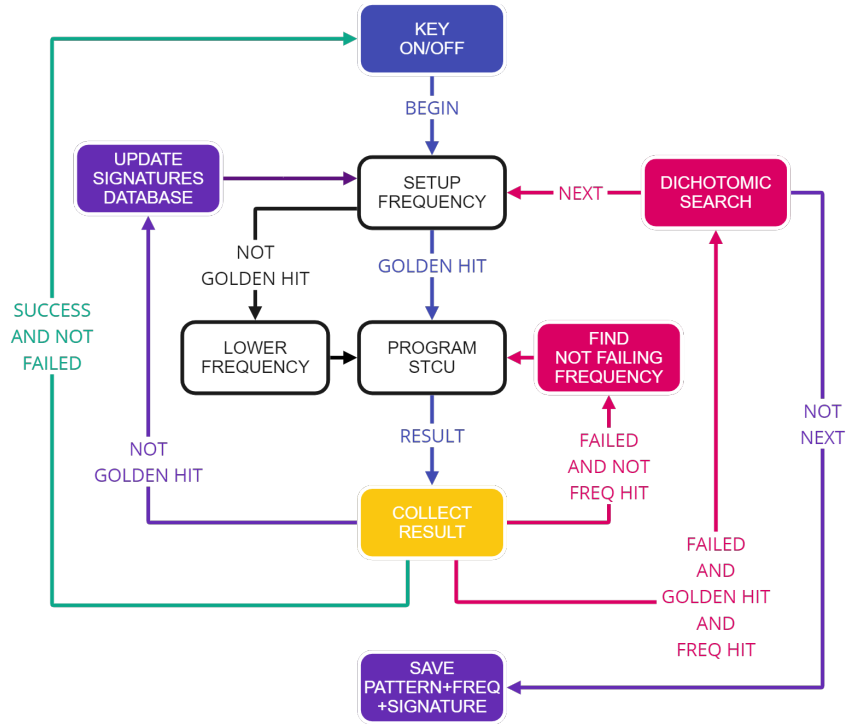 KEY
ON/OFF
BEGIN
UPDATE
SIGNATURES
DATABASE
SETUP
FREQUENCY
NEXT
DICHOTOMIC
SEARCH
NOT
GOLDEN HIT
GOLDEN HIT
SUCCESS
AND NOT
FAILED
LOWER
FREQUENCY
PROGRAM
STCU
FIND
NOT FAILING
FREQUENCY
NOT
NEXT
NOT
GOLDEN HIT
RESULT
FAILED
AND NOT
FREQ HIT
COLLECT
RESULT
FAILED
AND
GOLDEN HIT
AND
FREQ HIT
SAVE
PATTERN+FREQ
+SIGNATURE